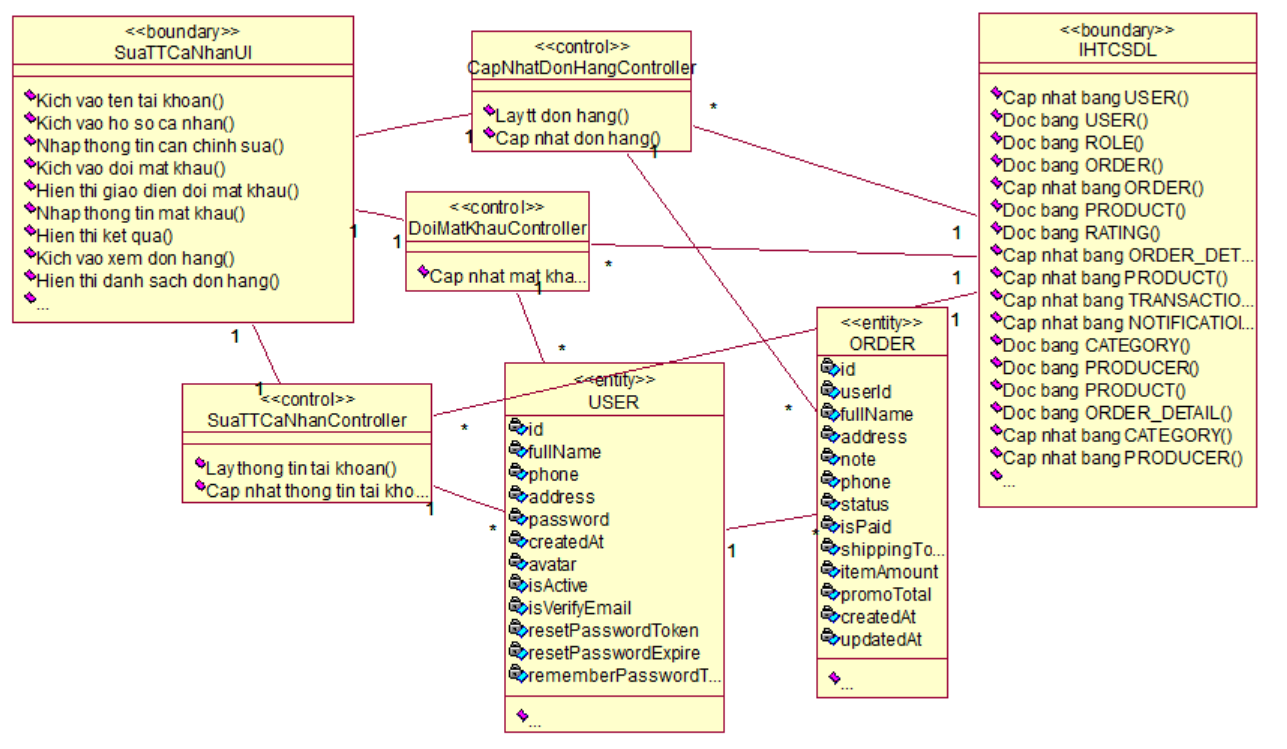 <<boundary>>
SuaTTCaNhanUI
Kich vao ten tai khoan()
Kich vao ho so ca nhan()
Nhap thong tin can chinh sua()
Kich vao doi mat khau()
Hien thi giao dien doi mat khau()
Nhap thong tin mat khau()
Hien thi ket qua()
Kich vao xem don hang()
Hien thi danh sach don hang()
...
1
1
<<control>>
CapNhatDonHangController
Lay tt don hang()
Cap nhat don hang()
1
1
*
<<control>>
DoiMatKhauController
Cap nhat mat kha...
1
1
*
*
<<control>>
SuaTTCaNhanController
Lay thong tin tai khoan()
Cap nhat thong tin tai kho...
1
1
*
*
<<entity>>
USER
id
fullName
phone
address
password
createdAt
avatar
isActive
isVerifyEmail
resetPasswordToken
resetPasswordExpire
rememberPasswordT...
...
1
*
*
<<entity>>
ORDER
id
userId
fullName
address
note
phone
status
isPaid
shippingTo...
itemAmount
promoTotal
createdAt
updatedAt
...
<<boundary>>
IHTCSDL
Cap nhat bang USER()
Doc bang USER()
Doc bang ROLE()
Doc bang ORDER()
Cap nhat bang ORDER()
Doc bang PRODUCT()
Doc bang RATING()
Cap nhat bang ORDER_DET...
Cap nhat bang PRODUCT()
Cap nhat bang TRANSACTIO...
Cap nhat bang NOTIFICATIOI...
Doc bang CATEGORY()
Doc bang PRODUCER()
Doc bang PRODUCT()
Doc bang ORDER_DETAIL()
Cap nhat bang CATEGORY()
Cap nhat bang PRODUCER()
...
1
1
1